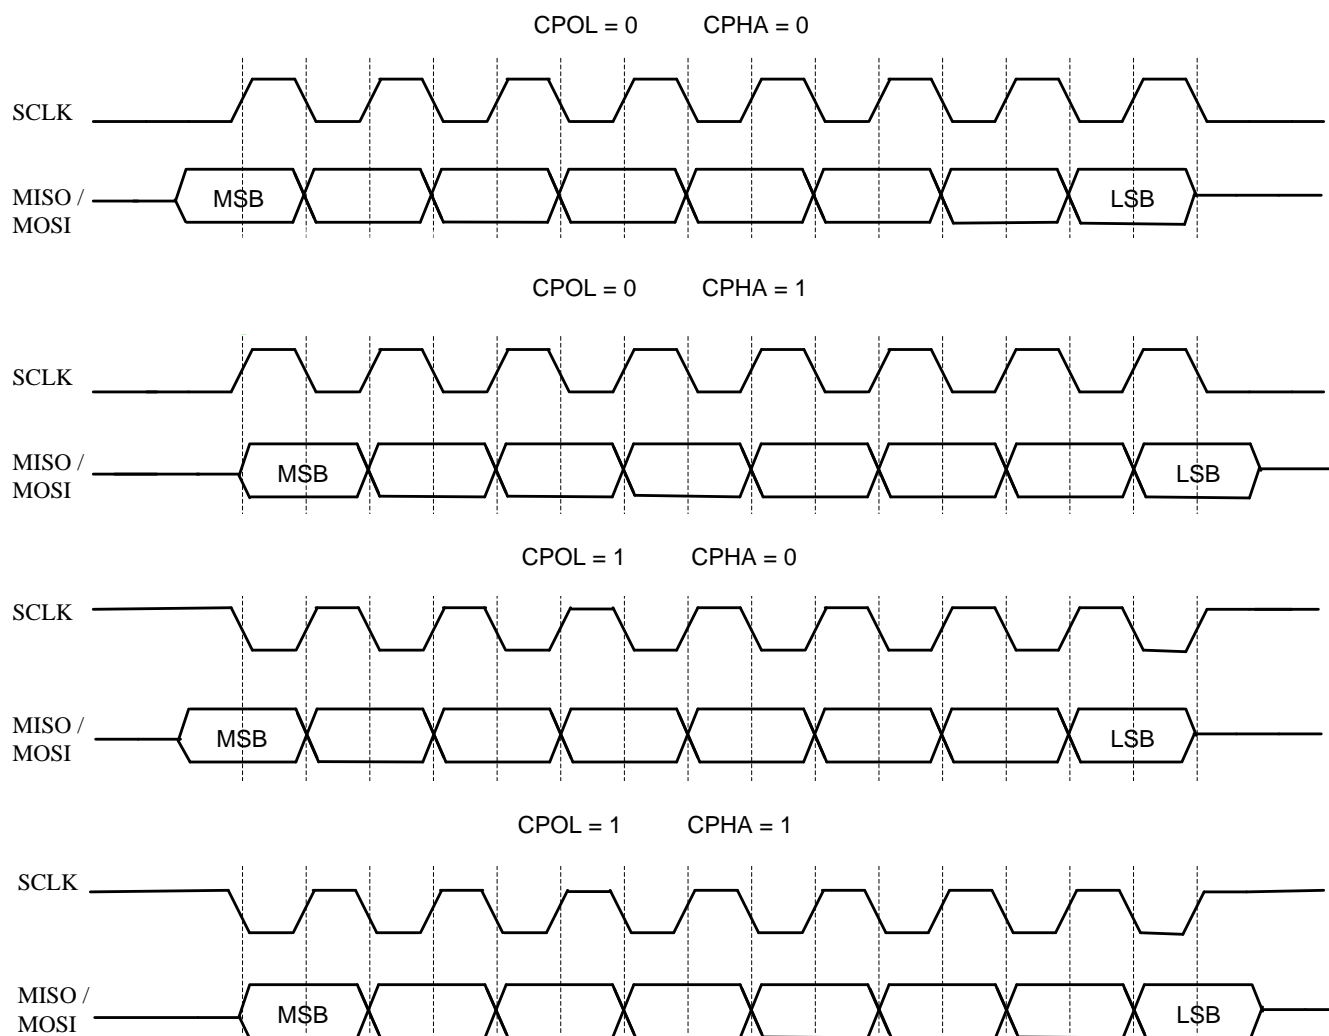 CPOL = 0 CPHA = 0
SCLK
MISO /
MOSI
MSB
LSB
CPOL = 0 CPHA = 1
SCLK
MISO /
MOSI
MSB
LSB
CPOL = 1 CPHA = 0
SCLK
MISO /
MOSI
MSB
LSB
CPOL = 1 CPHA = 1
SCLK
MISO /
MOSI
MSB
LSB